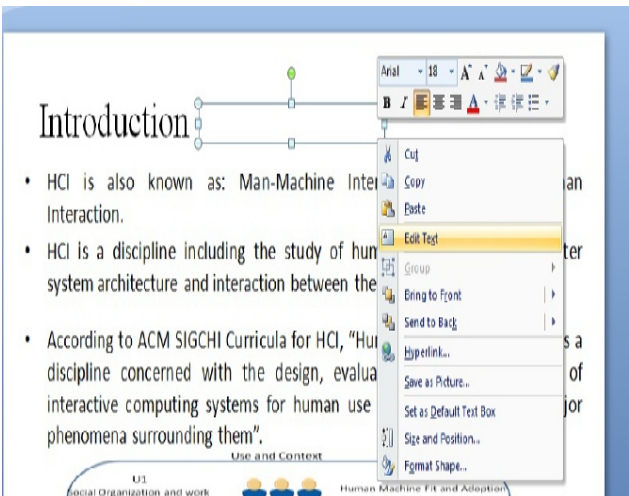 Arial 18 A A
B I A
Introduction
Cut
Copy
Paste
Edit Text
Group
Bring to Front
Send to Back
Hyperlink...
Save as Picture...
Set as Default Text Box
Size and Position...
Format Shape...
• HCI is also known as: Man-Machine Inter an
Interaction.
• HCI is a discipline including the study of hum ter
system architecture and interaction between the
• According to ACM SIGCHI Curricula for HCI, “Hu s a
discipline concerned with the design, evalua of
interactive computing systems for human use jor
phenomena surrounding them”.
Use and Context
U1
Social Organization and work
Human Machine Fit and Adoption